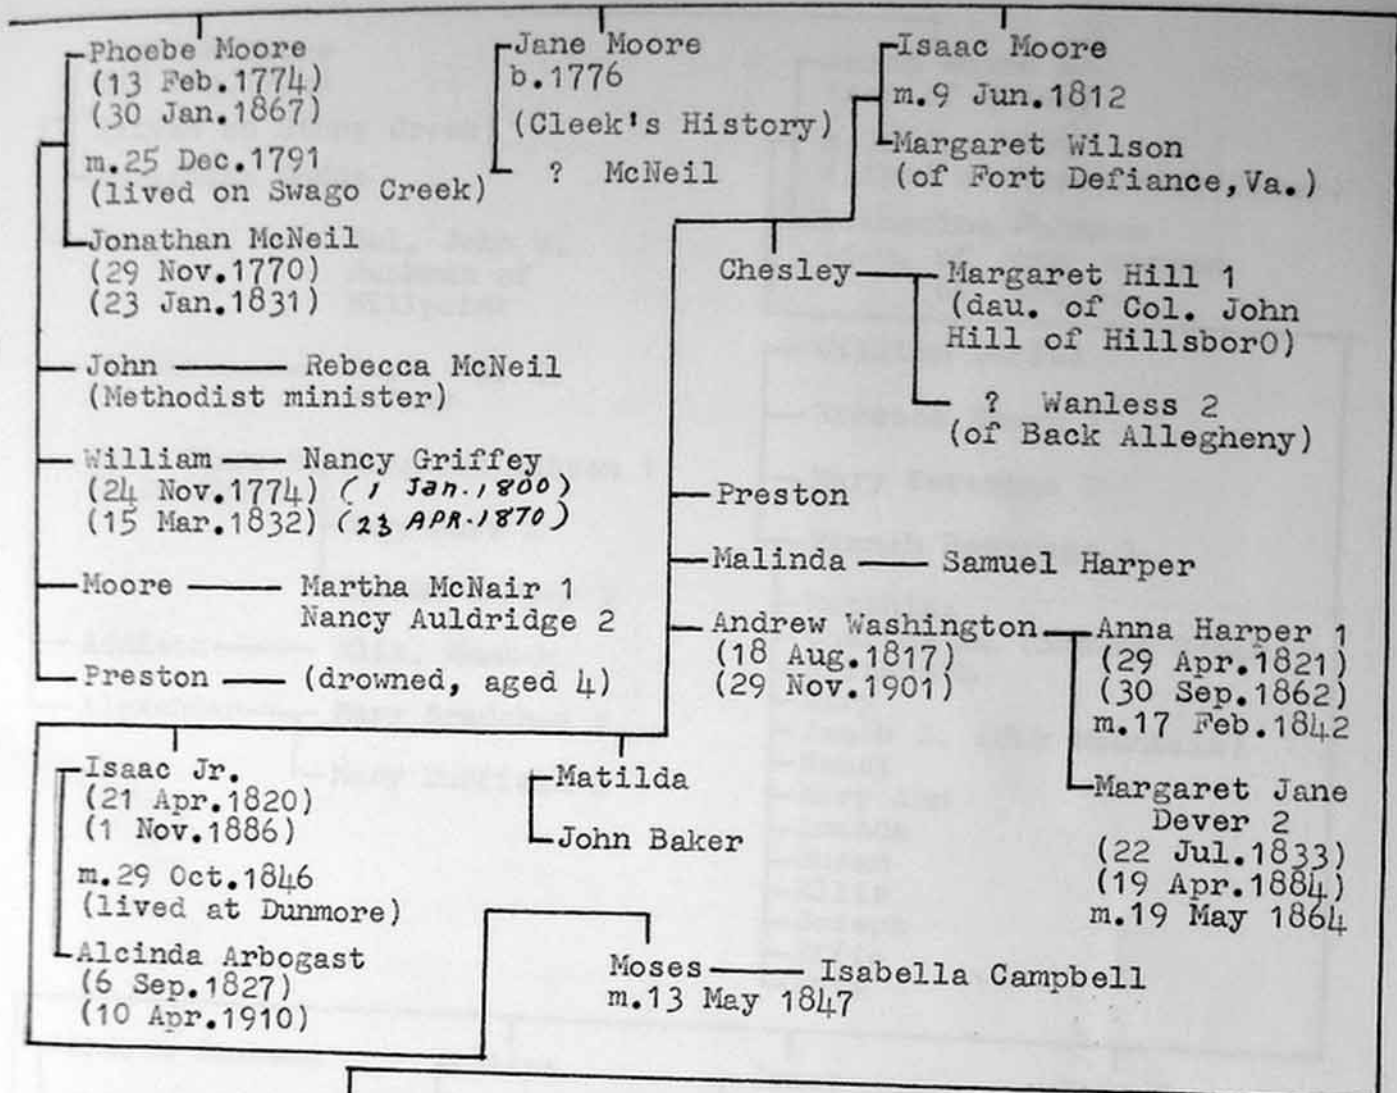 Phoebe Moore
(13 Feb.1774)
(30 Jan.1867)
m.25 Dec.1791
(lived on Swago Creek)
Jonathan McNeil
(29 Nov.1770)
(23 Jan.1831)
John Rebecca McNeil
(Methodist minister)
William Nancy Griffey
(24 Nov.1774) (1 Jan.1800)
(15 Mar.1832) (23 APR.1870)
Moore Martha McNair 1
Nancy Auldridge 2
Preston (drowned, aged 4)
Jane Moore
b.1776
(Cleek's History)
? McNeil
Isaac Moore
m.9 Jun.1812
Margaret Wilson
(of Fort Defiance,Va.)
Chesley Margaret Hill 1
(dau. of Col. John
Hill of HillsborO)
? Wanless 2
(of Back Allegheny)
Preston
Malinda Samuel Harper
Andrew Washington Anna Harper 1
(18 Aug.1817) (29 Apr.1821)
(29 Nov.1901) (30 Sep.1862)
m.17 Feb.1842
Margaret Jane
Dever 2
(22 Jul.1833)
(19 Apr.1884)
m.19 May 1864
Isaac Jr.
(21 Apr.1820)
(1 Nov.1886)
m.29 Oct.1846
(lived at Dunmore)
Alcinda Arbogast
(6 Sep.1827)
(10 Apr.1910)
Matilda
John Baker
Moses Isabella Campbell
m.13 May 1847